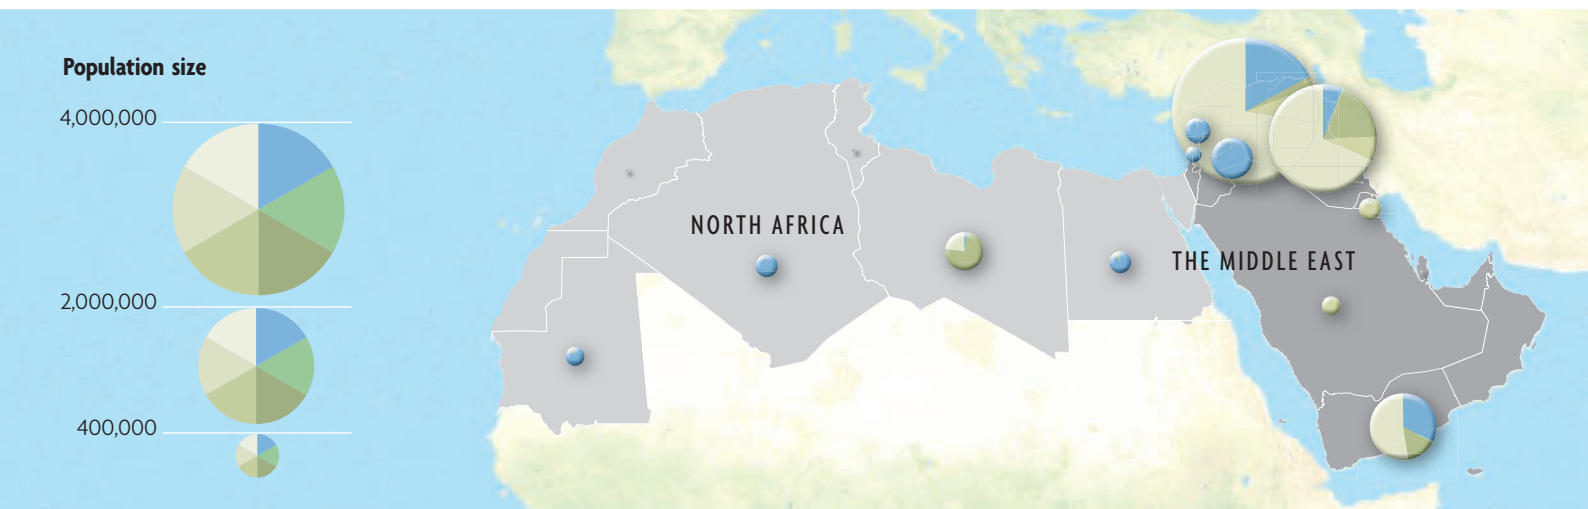 Population size
4,000,000
2,000,000
400,000
NORTH AFRICA
THE MIDDLE EAST